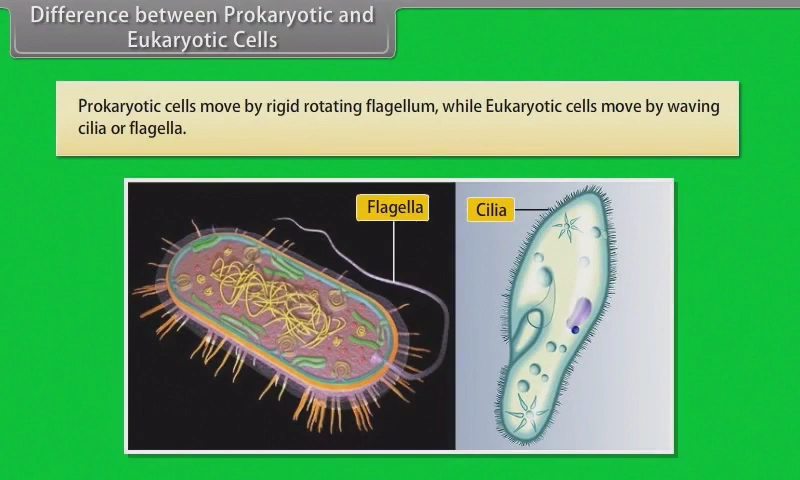 Difference between Prokaryotic and
Eukaryotic Cells
Prokaryotic cells move by rigid rotating flagellum, while Eukaryotic cells move by waving
cilia or flagella.
Flagella
Cilia